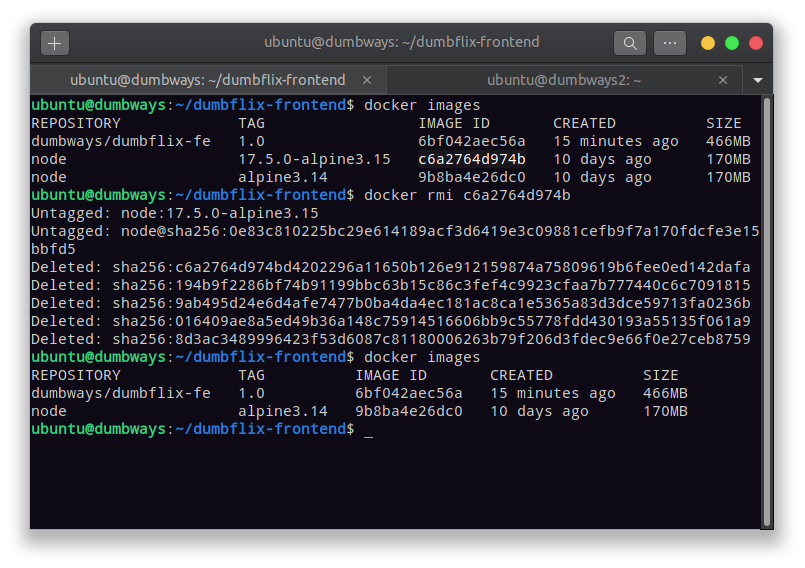 ubuntu@dumbways: ~/dumbflix-frontend
ubuntu@dumbways: ~/dumbflix-frontend
ubuntu@dumbways2: ~
ubuntu@dumbways:~/dumbflix-frontend$ docker images
REPOSITORY TAG IMAGE ID CREATED SIZE
dumbways/dumbflix-fe 1.0 6bf042aec56a 15 minutes ago 466MB
node 17.5.0-alpine3.15 c6a2764d974b 10 days ago 170MB
node alpine3.14 9b8ba4e26dc0 10 days ago 170MB
ubuntu@dumbways:~/dumbflix-frontend$ docker rmi c6a2764d974b
Untagged: node:17.5.0-alpine3.15
Untagged: node@sha256:0e83c810225bc29e614189acf3d6419e3c09881cefb9f7a170fdcfe3e15
bbfd5
Deleted: sha256:c6a2764d974bd4202296a11650b126e912159874a75809619b6fee0ed142dafa
Deleted: sha256:194b9f2286bf74b91199bbc63b15c86c3fef4c9923cfaa7b777440c6c7091815
Deleted: sha256:9ab495d24e6d4afe7477b0ba4da4ec181ac8ca1e5365a83d3dce59713fa0236b
Deleted: sha256:016409ae8a5ed49b36a148c75914516606bb9c55778fdd430193a55135f061a9
Deleted: sha256:8d3ac3489996423f53d6087c81180006263b79f206d3fdec9e66f0e27ceb8759
ubuntu@dumbways:~/dumbflix-frontend$ docker images
REPOSITORY TAG IMAGE ID CREATED SIZE
dumbways/dumbflix-fe 1.0 6bf042aec56a 15 minutes ago 466MB
node alpine3.14 9b8ba4e26dc0 10 days ago 170MB
ubuntu@dumbways:~/dumbflix-frontend$ _